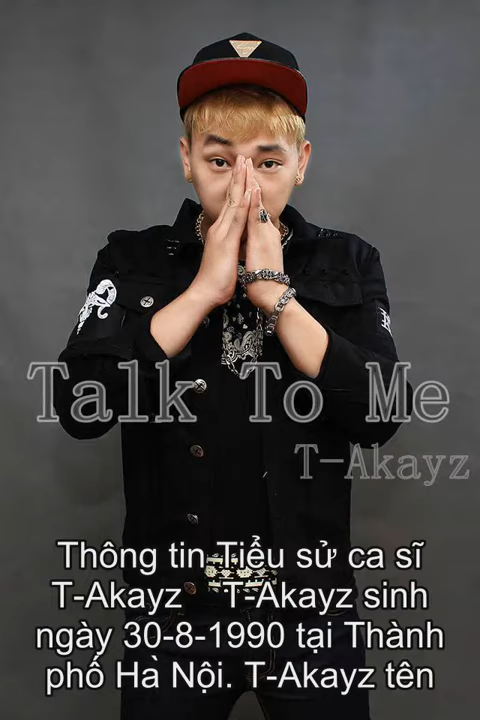 Talk To Me
T-Akayz
Thông tin Tiểu sử ca sĩ
T-Akayz T-Akayz sinh
ngày 30-8-1990 tại Thành
phố Hà Nội. T-Akayz tên